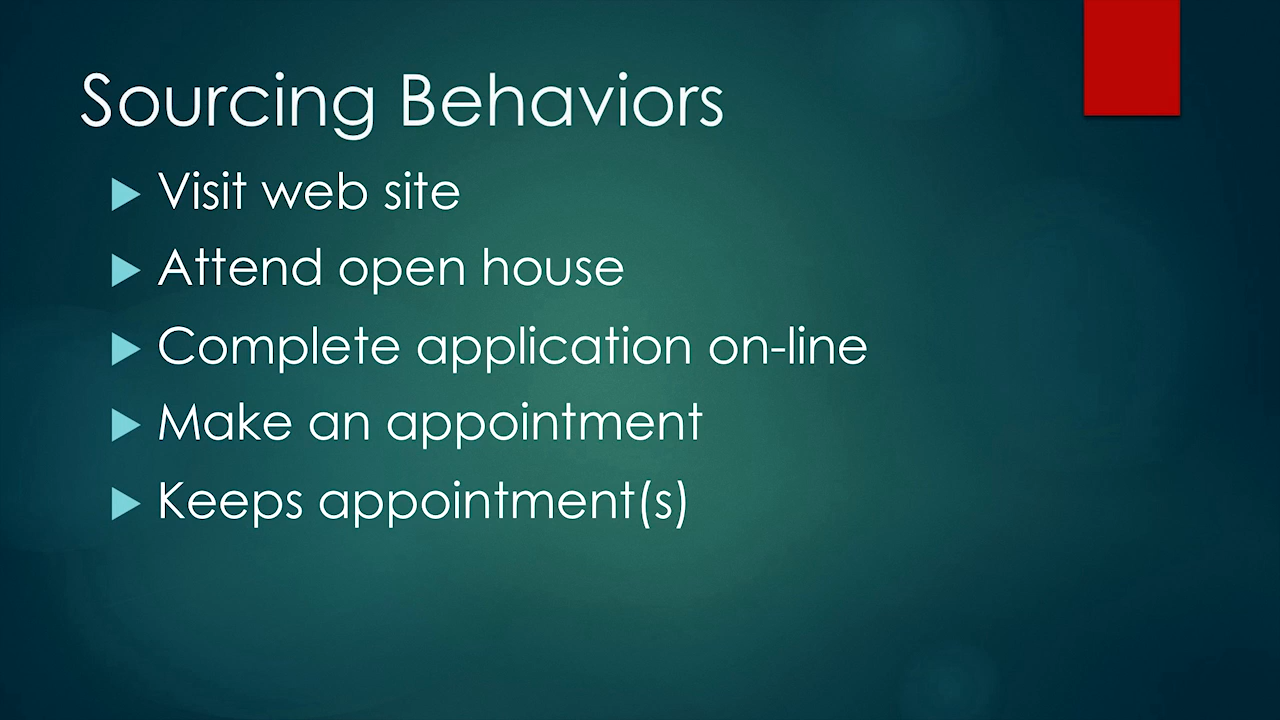 Sourcing Behaviors
Visit web site
Attend open house
Complete application on-line
Make an appointment
Keeps appointment(s)